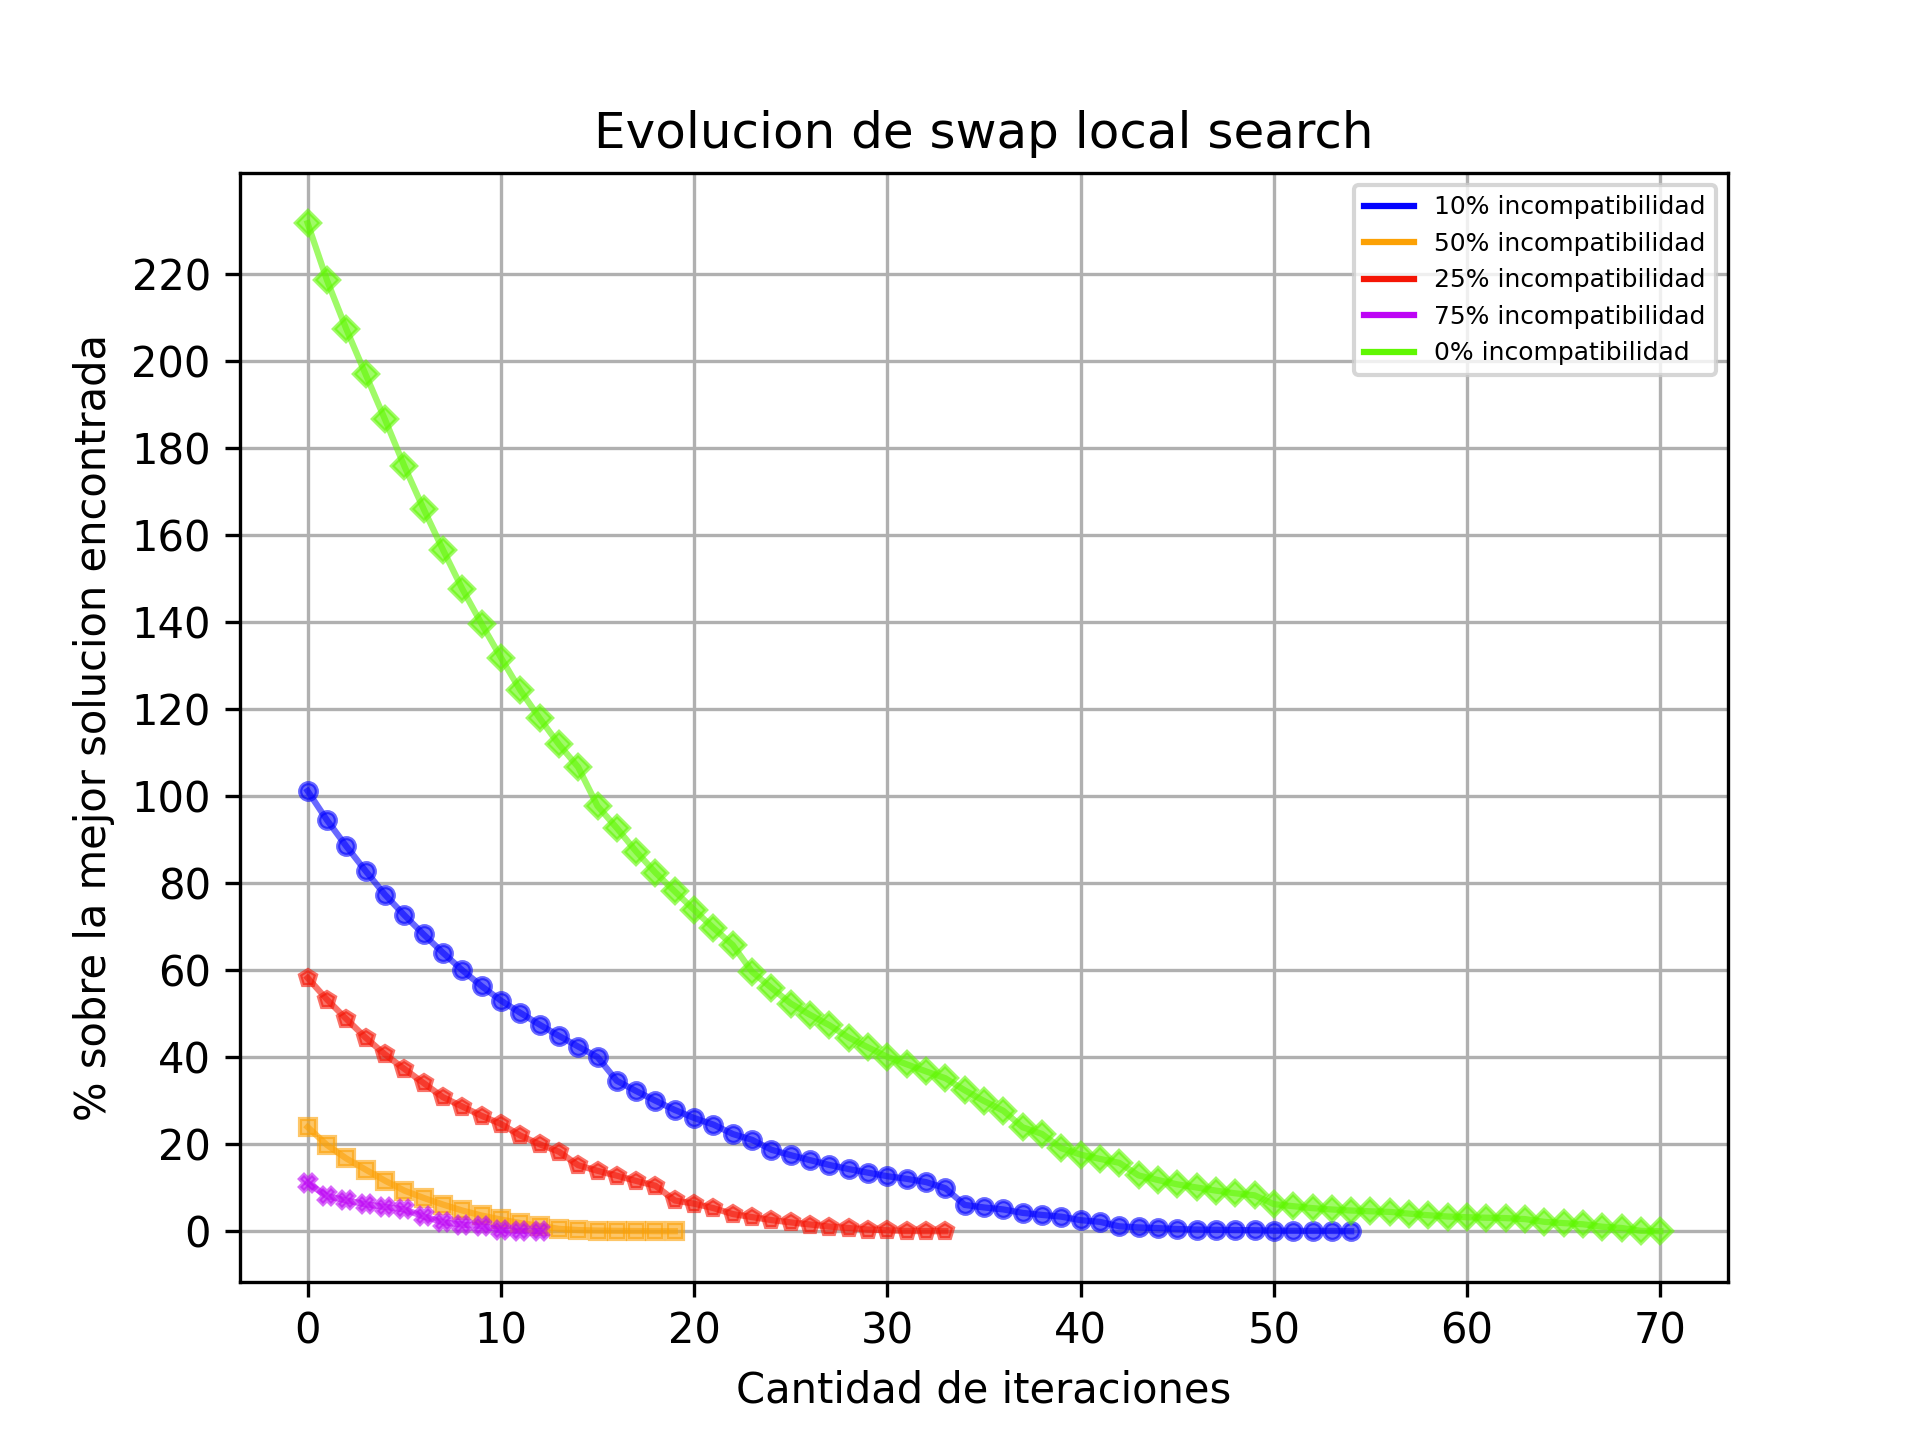 Evolucion de swap local search
10% incompatibilidad
50% incompatibilidad
25% incompatibilidad
75% incompatibilidad
0% incompatibilidad
% sobre la mejor solucion encontrada
220
200
180
160
140
120
100
80
60
40
20
0
0 10 20 30 40 50 60 70
Cantidad de iteraciones